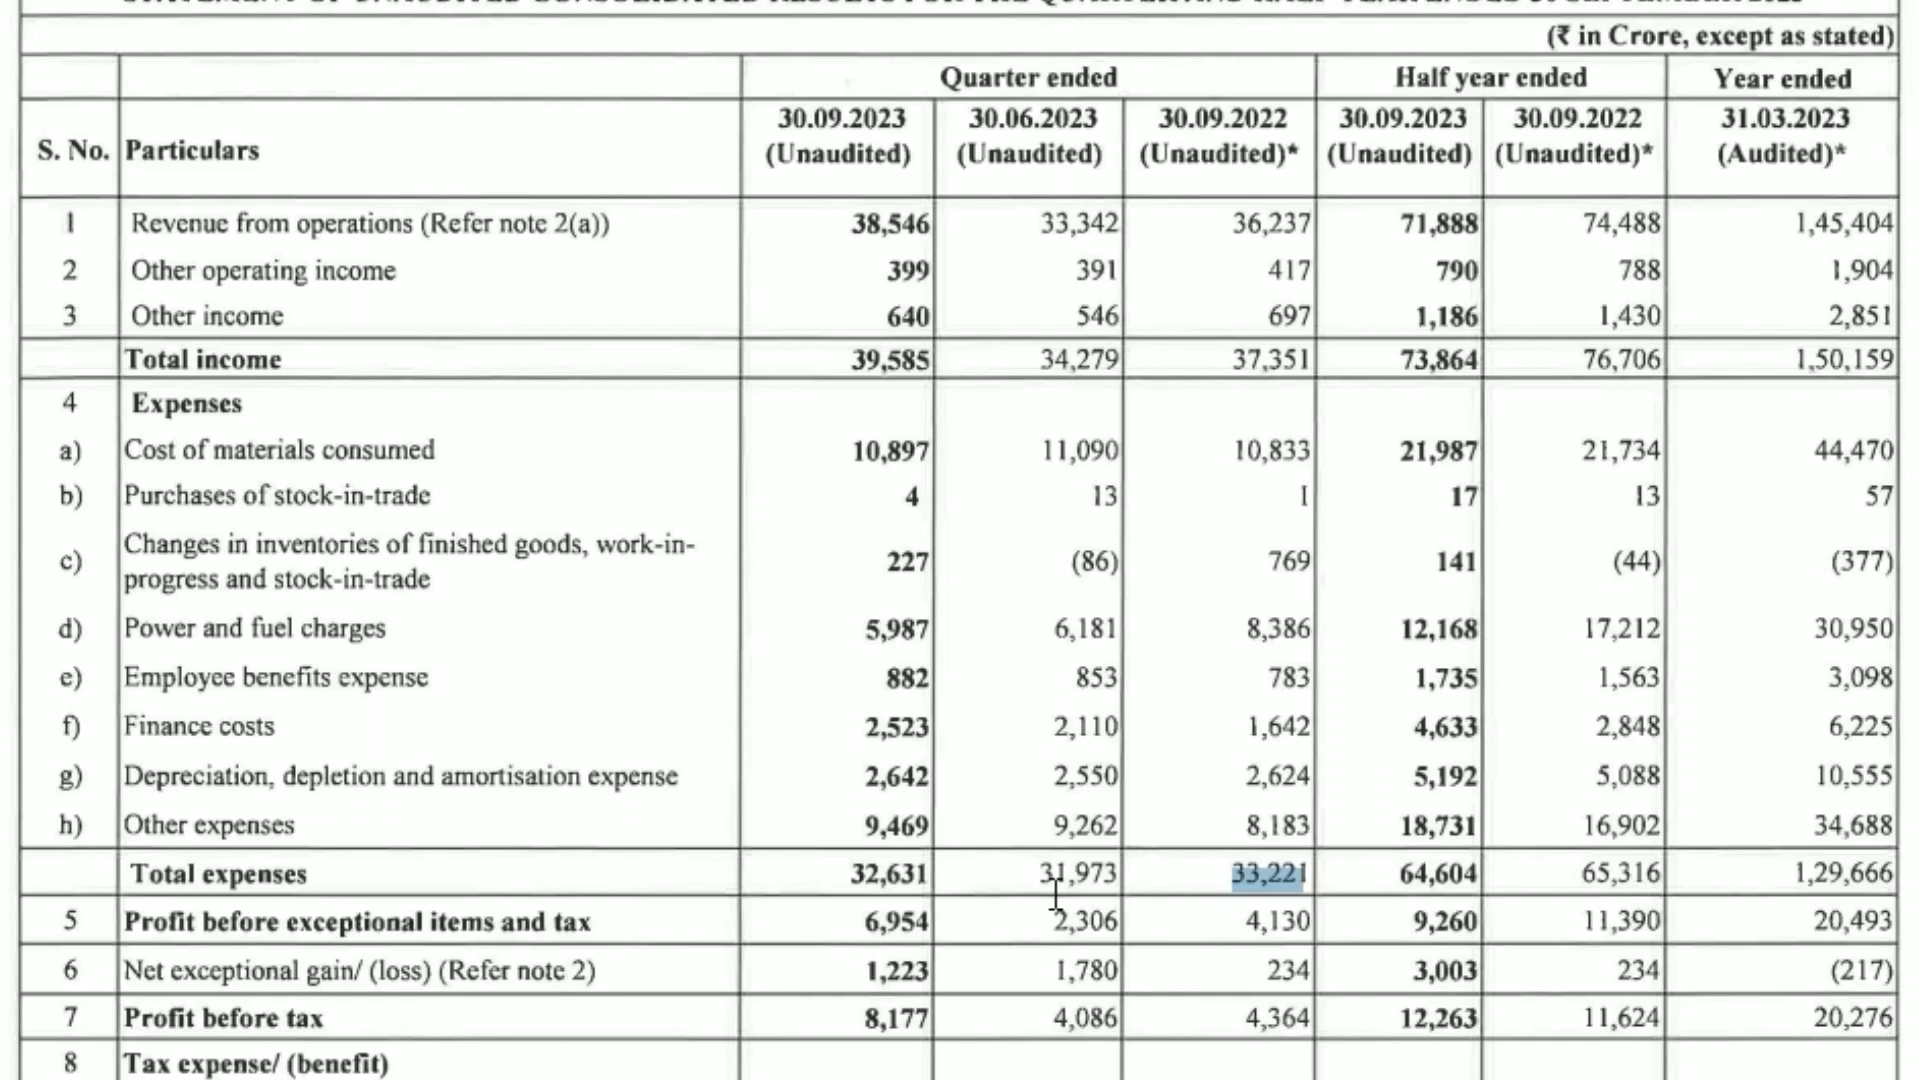 (₹ in Crore, except as stated)
Quarter ended Half year ended Year ended
S. No. Particulars 30.09.2023 (Unaudited) 30.06.2023 (Unaudited) 30.09.2022 (Unaudited)* 30.09.2023 (Unaudited) 30.09.2022 (Unaudited)* 31.03.2023 (Audited)*
1 Revenue from operations (Refer note 2(a)) 38,546 33,342 36,237 71,888 74,488 1,45,404
2 Other operating income 399 391 417 790 788 1,904
3 Other income 640 546 697 1,186 1,430 2,851
Total income 39,585 34,279 37,351 73,864 76,706 1,50,159
4 Expenses
a) Cost of materials consumed 10,897 11,090 10,833 21,987 21,734 44,470
b) Purchases of stock-in-trade 4 13 1 17 13 57
c) Changes in inventories of finished goods, work-in-
progress and stock-in-trade 227 (86) 769 141 (44) (377)
d) Power and fuel charges 5,987 6,181 8,386 12,168 17,212 30,950
e) Employee benefits expense 882 853 783 1,735 1,563 3,098
f) Finance costs 2,523 2,110 1,642 4,633 2,848 6,225
g) Depreciation, depletion and amortisation expense 2,642 2,550 2,624 5,192 5,088 10,555
h) Other expenses 9,469 9,262 8,183 18,731 16,902 34,688
Total expenses 32,631 31,973 33,221 64,604 65,316 1,29,666
5 Profit before exceptional items and tax 6,954 2,306 4,130 9,260 11,390 20,493
6 Net exceptional gain/ (loss) (Refer note 2) 1,223 1,780 234 3,003 234 (217)
7 Profit before tax 8,177 4,086 4,364 12,263 11,624 20,276
8 Tax expense/ (benefit)